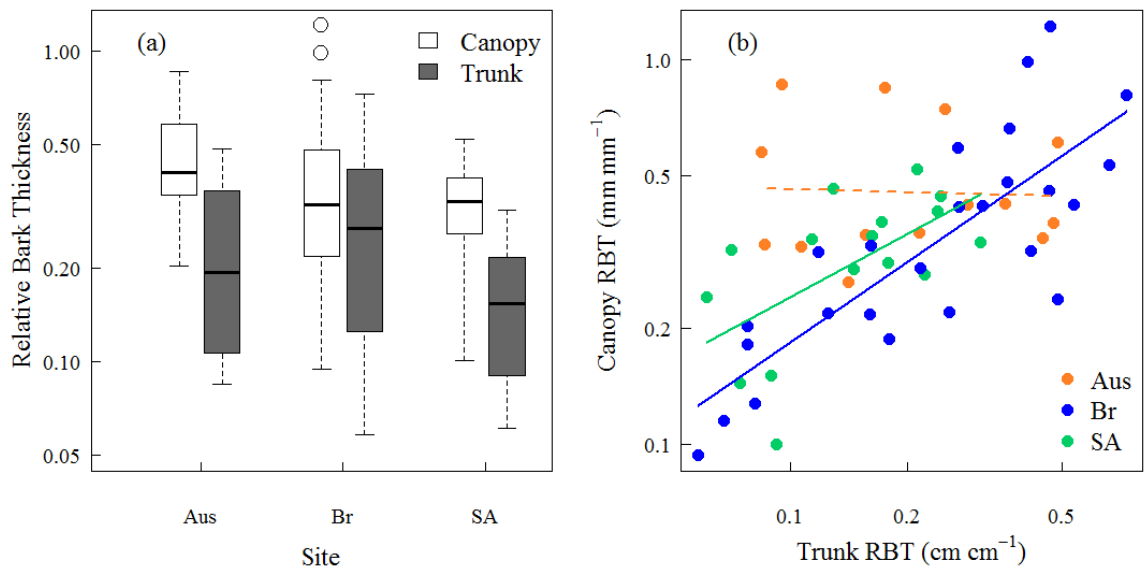 (a)
Canopy
Trunk
1.00
0.50
0.20
0.10
0.05
Relative Bark Thickness
Aus
Br
SA
Site
(b)
1.0
0.5
0.2
0.1
Canopy RBT (mm mm⁻¹)
Aus
Br
SA
0.1
0.2
0.5
Trunk RBT (cm cm⁻¹)